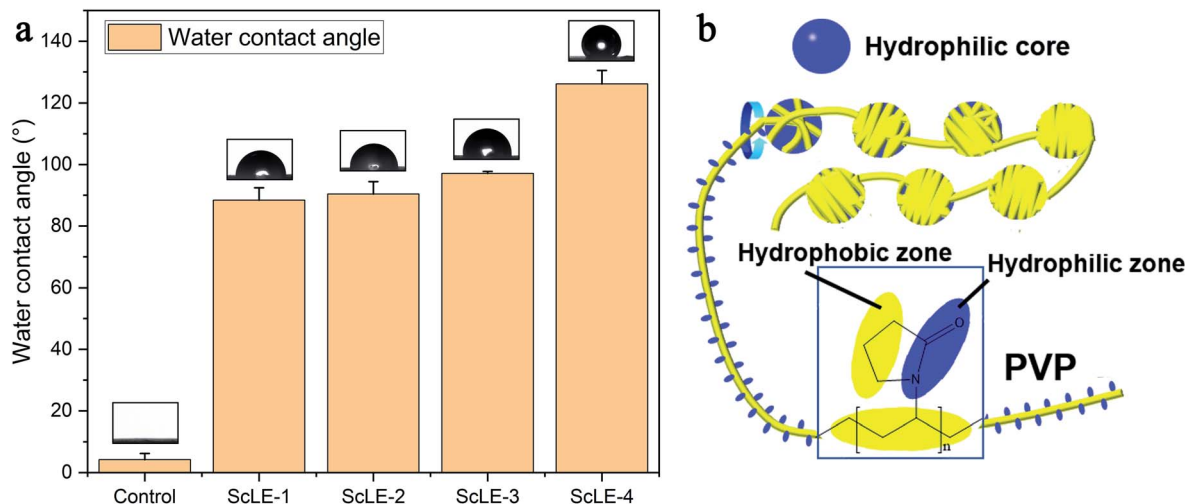 a
Water contact angle
Water contact angle (°)
140
120
100
80
60
40
20
0
Control
ScLE-1
ScLE-2
ScLE-3
ScLE-4
b
Hydrophilic core
Hydrophobic zone
Hydrophilic zone
O
N
n
PVP